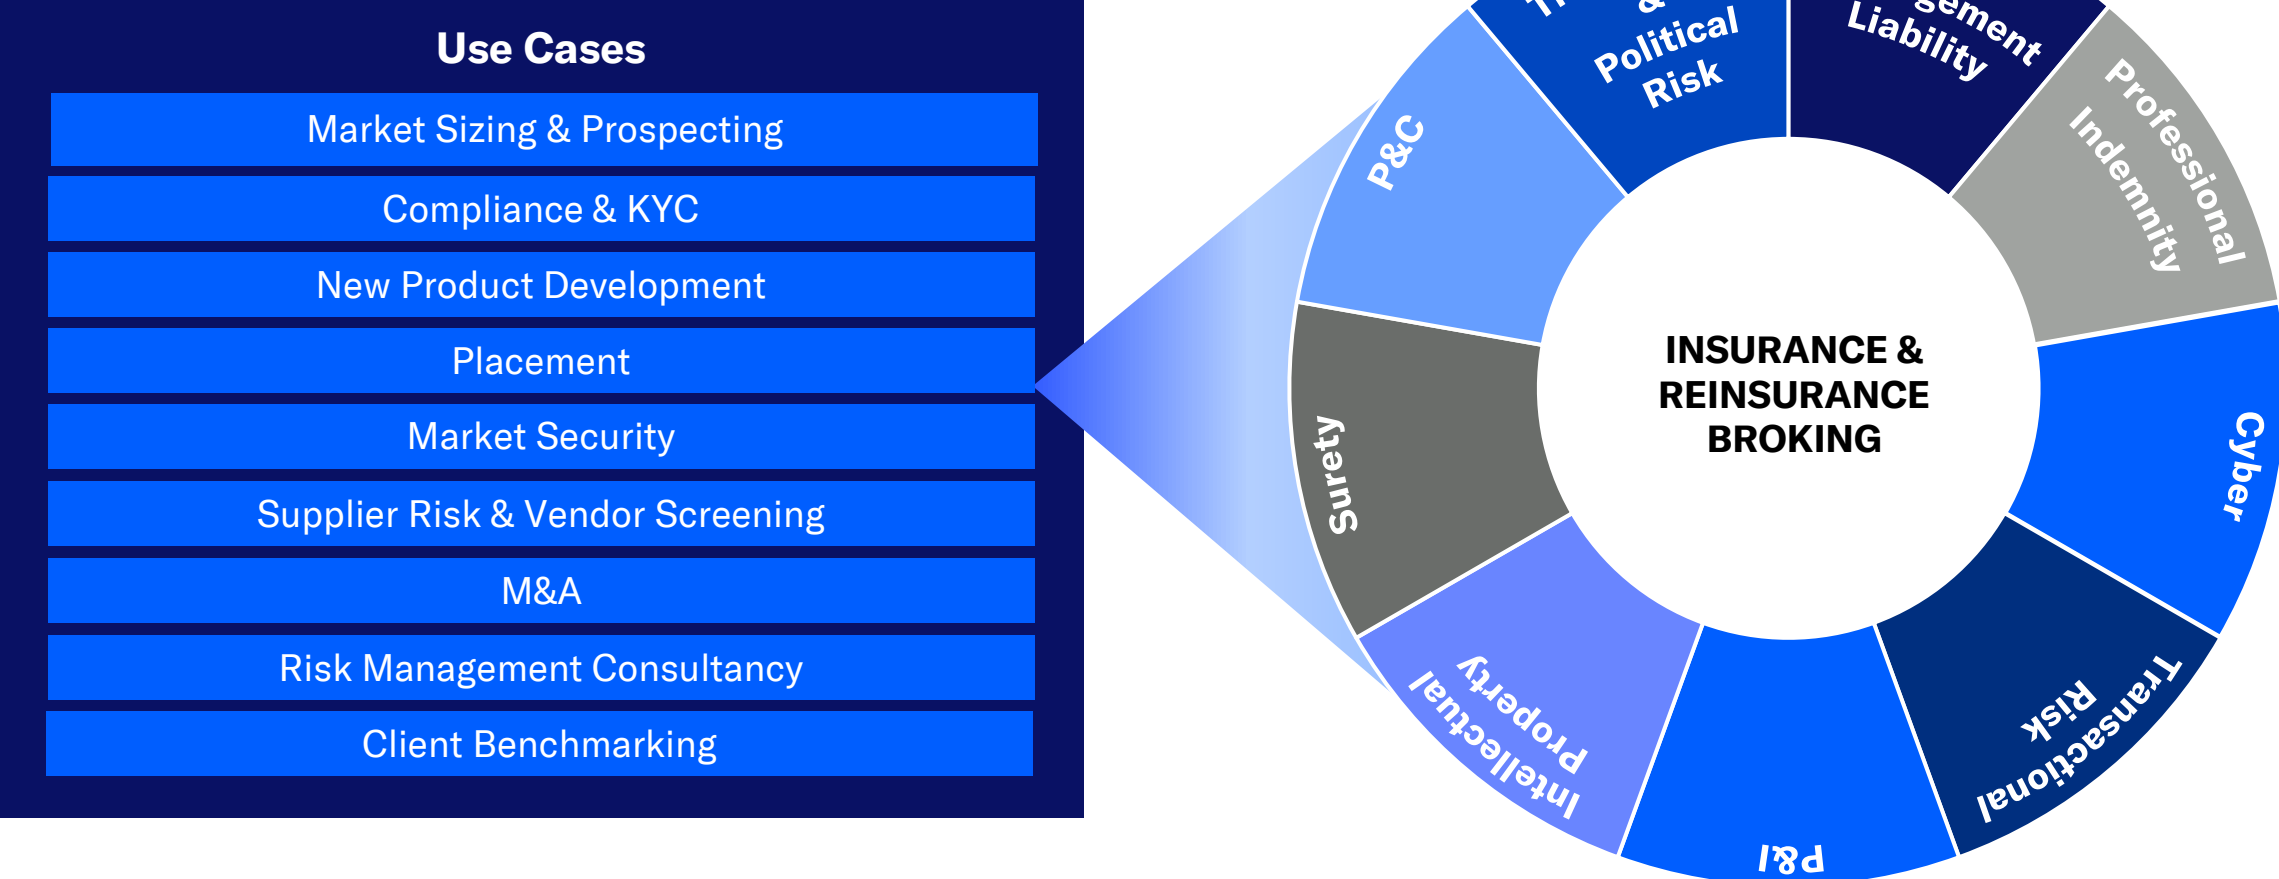 Use Cases
Market Sizing & Prospecting
Compliance & KYC
New Product Development
Placement
Market Security
Supplier Risk & Vendor Screening
M&A
Risk Management Consultancy
Client Benchmarking
&
Political
Risk
Liability
Professional
Indemnity
Cyber
Transactional
Risk
P&I
Intellectual
Property
Surety
P&C
INSURANCE &
REINSURANCE
BROKING